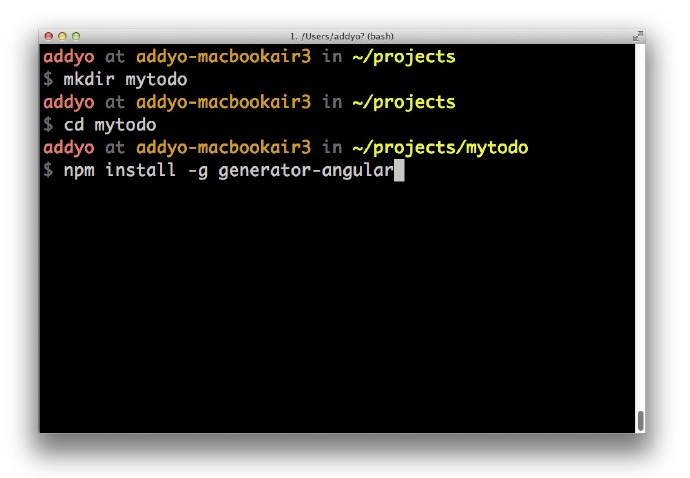 1. /Users/addyo? (bash)
addyo at addyo-macbookair3 in ~/projects
$ mkdir mytodo
addyo at addyo-macbookair3 in ~/projects
$ cd mytodo
addyo at addyo-macbookair3 in ~/projects/mytodo
$ npm install -g generator-angular